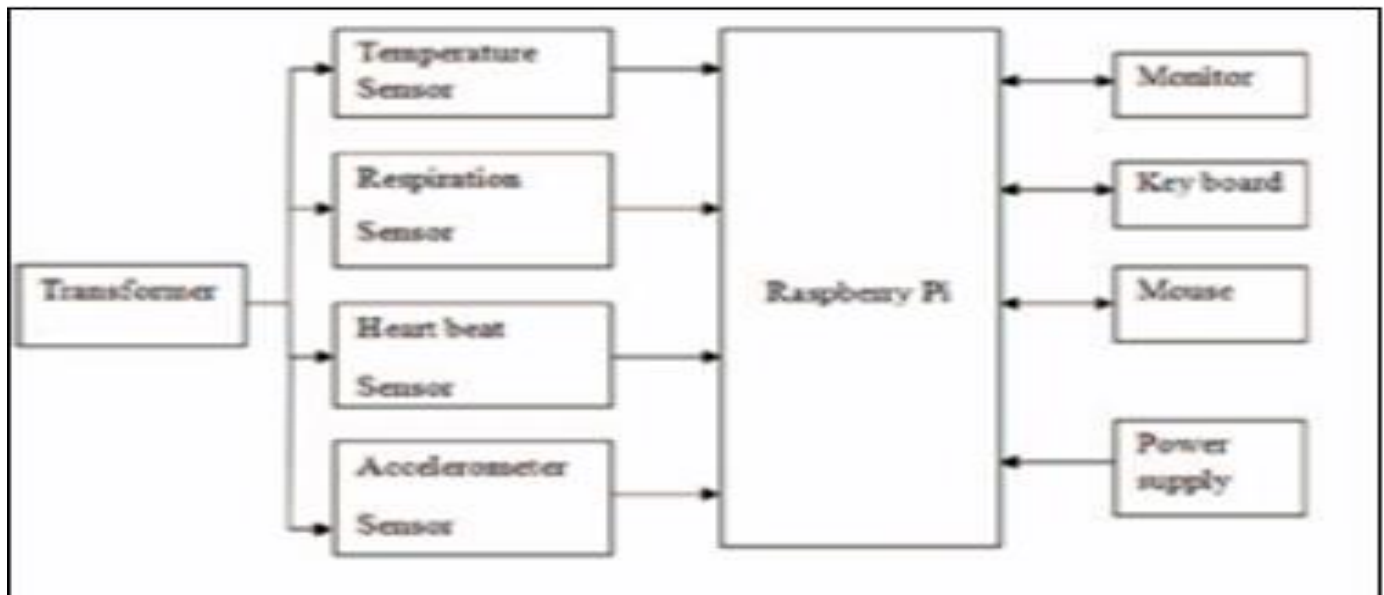 Temperature
Sensor
Respiration
Sensor
Transformer
Heart beat
Sensor
Accelerometer
Sensor
Raspberry Pi
Monitor
Key board
Mouse
Power
supply